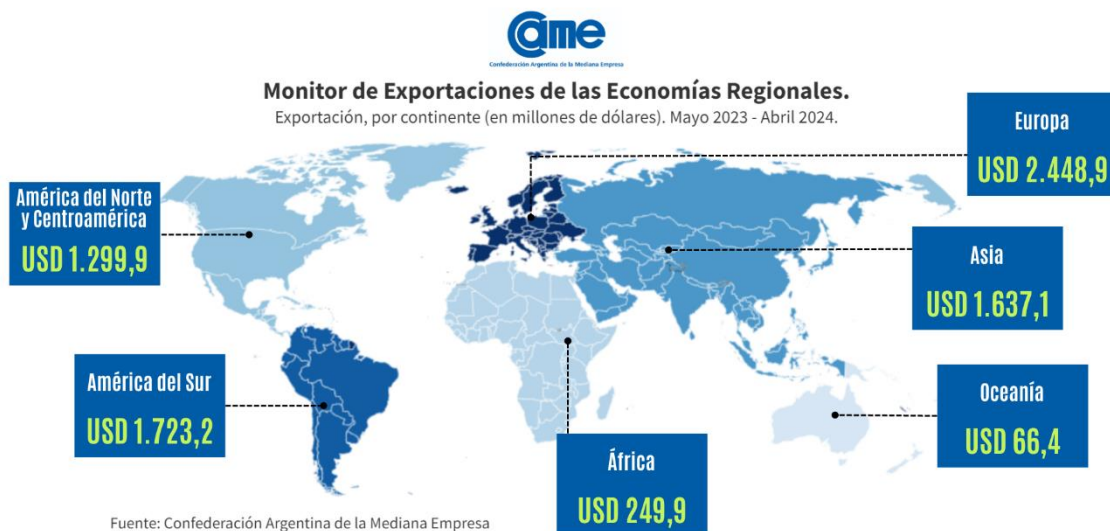 Came
Confederación Argentina de la Mediana Empresa
Monitor de Exportaciones de las Economías Regionales.
Exportación, por continente (en millones de dólares). Mayo 2023 - Abril 2024.
Europa
USD 2.448,9
América del Norte
y Centroamérica
USD 1.299,9
Asia
USD 1.637,1
América del Sur
USD 1.723,2
Oceanía
USD 66,4
África
USD 249,9
Fuente: Confederación Argentina de la Mediana Empresa